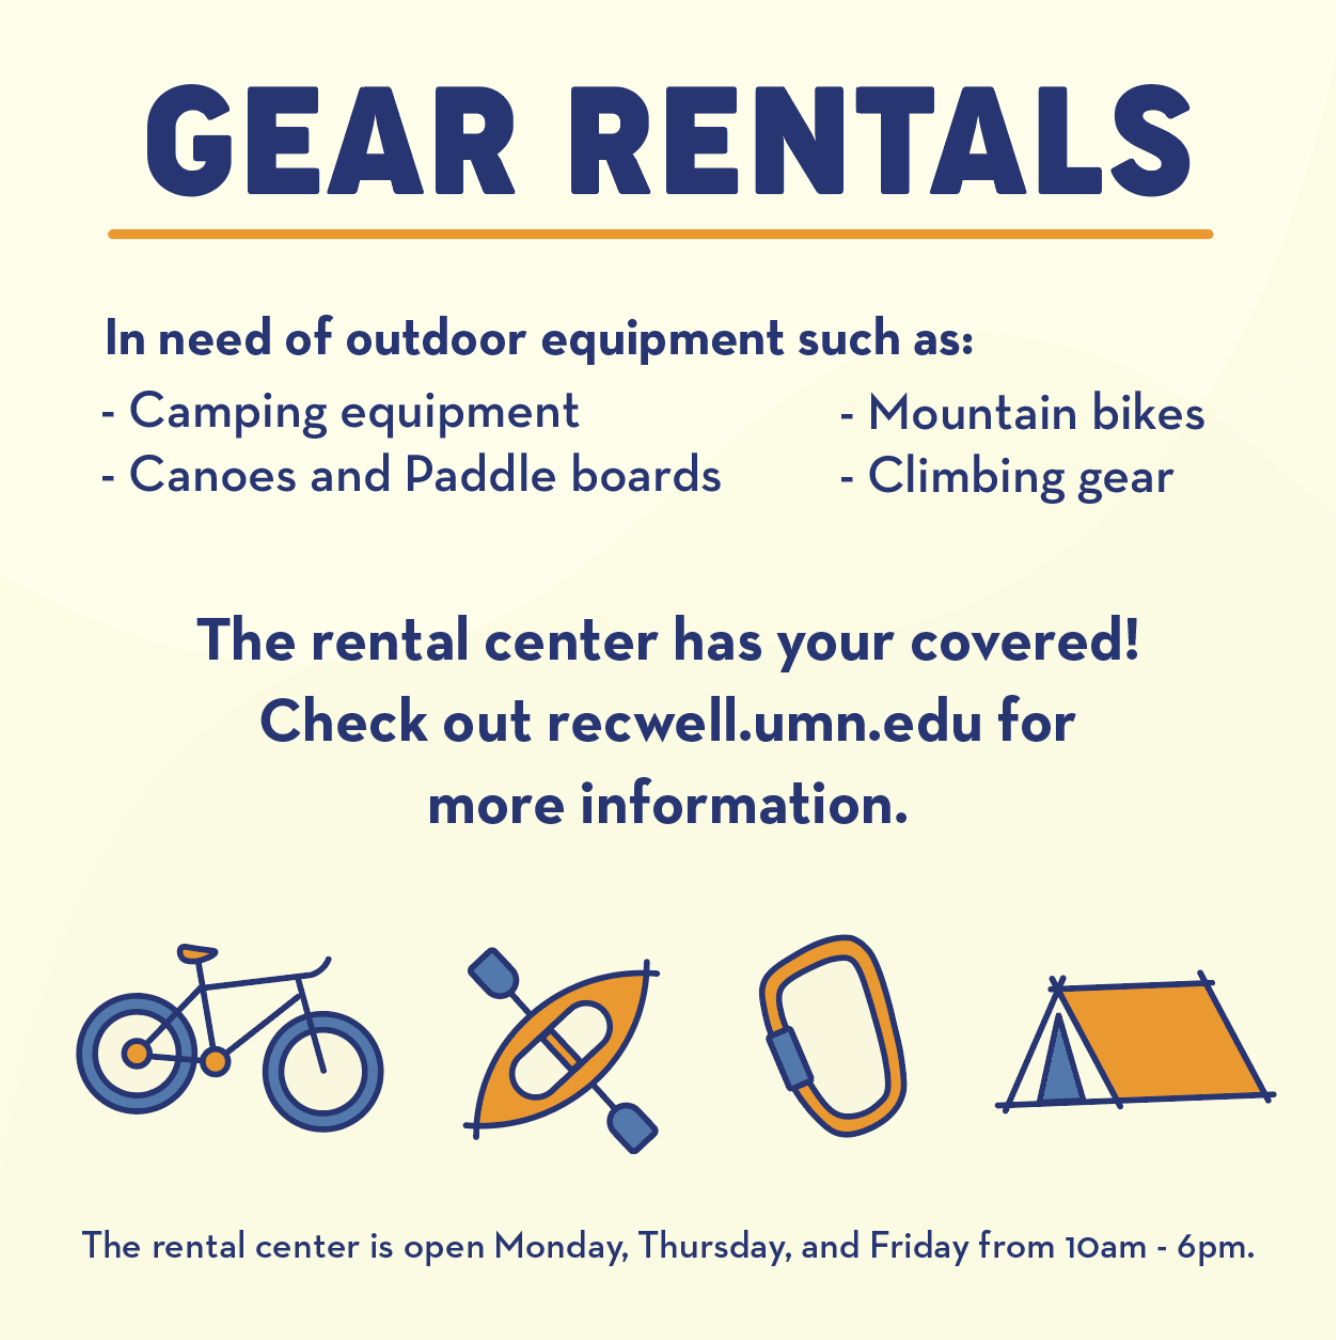 GEAR RENTALS
In need of outdoor equipment such as:
- Camping equipment
- Canoes and Paddle boards
- Mountain bikes
- Climbing gear
The rental center has your covered!
Check out recwell.umn.edu for
more information.
The rental center is open Monday, Thursday, and Friday from 10am - 6pm.